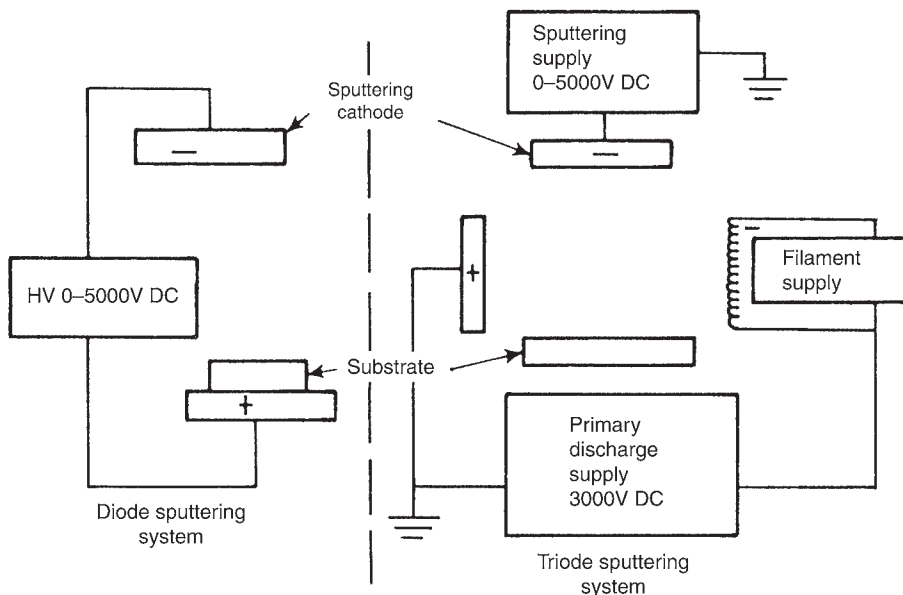 Sputtering
cathode
−
HV 0–5000V DC
Substrate
+
Diode sputtering
system
Sputtering
supply
0–5000V DC
−
+
−
Filament
supply
Primary
discharge
supply
3000V DC
Triode sputtering
system